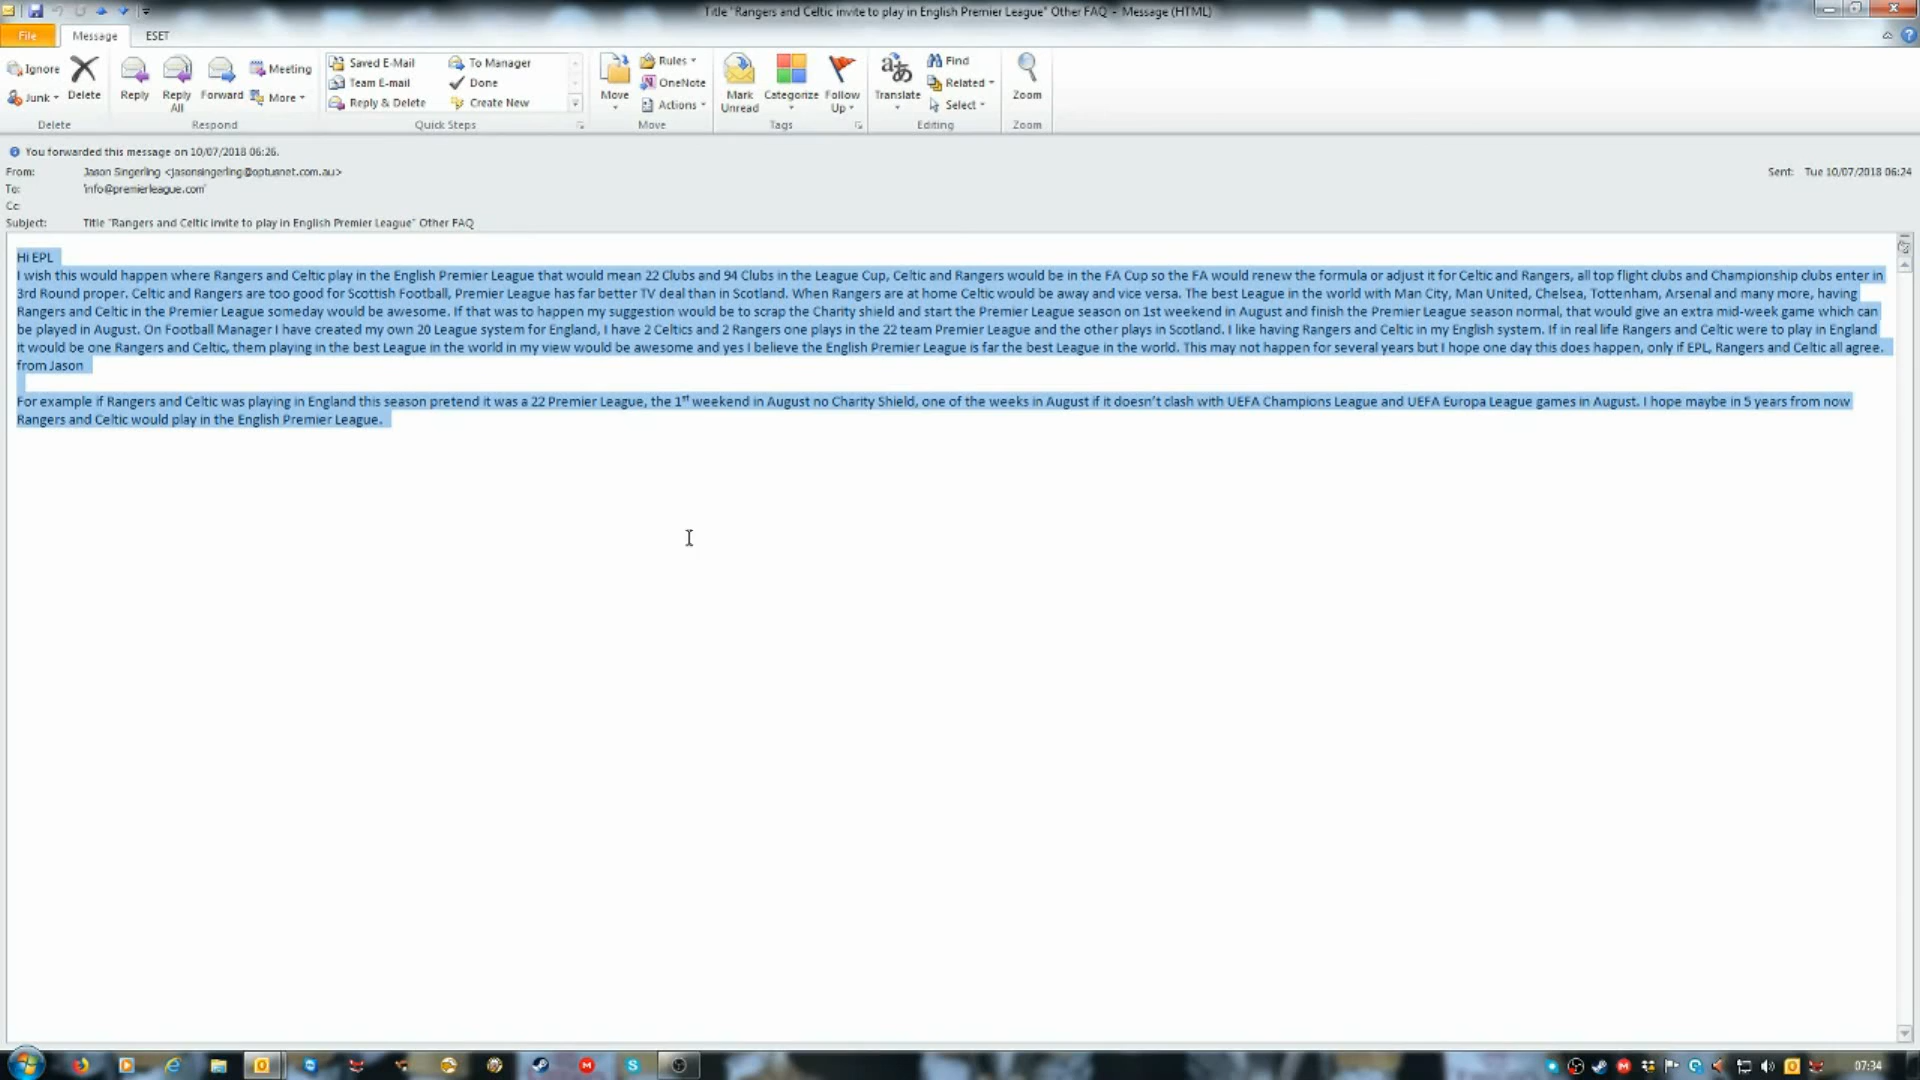 Title "Rangers and Celtic invite to play in English Premier League" Other FAQ - Message (HTML)
File Message ESET
Ignore Delete Reply Reply All Forward Meeting Saved E-Mail To Manager Move Rules Mark Unread Categorize Follow Up Translate Find Zoom
Team E-mail Done OneNote Related
Junk More Reply & Delete Create New Actions Select
Delete Respond Quick Steps Move Tags Editing Zoom
You forwarded this message on 10/07/2018 06:26.
From: Jason Singerling <jasonsingerling@optusnet.com.au> Sent: Tue 10/07/2018 06:24
To: 'info@premierleague.com'
Cc
Subject: Title "Rangers and Celtic invite to play in English Premier League" Other FAQ
Hi EPL
I wish this would happen where Rangers and Celtic play in the English Premier League that would mean 22 Clubs and 94 Clubs in the League Cup, Celtic and Rangers would be in the FA Cup so the FA would renew the formula or adjust it for Celtic and Rangers, all top flight clubs and Championship clubs enter in
3rd Round proper. Celtic and Rangers are too good for Scottish Football, Premier League has far better TV deal than in Scotland. When Rangers are at home Celtic would be away and vice versa. The best League in the world with Man City, Man United, Chelsea, Tottenham, Arsenal and many more, having
Rangers and Celtic in the Premier League someday would be awesome. If that was to happen my suggestion would be to scrap the Charity shield and start the Premier League season on 1st weekend in August and finish the Premier League season normal, that would give an extra mid-week game which can
be played in August. On Football Manager I have created my own 20 League system for England, I have 2 Celtics and 2 Rangers one plays in the 22 team Premier League and the other plays in Scotland. I like having Rangers and Celtic in my English system. If in real life Rangers and Celtic were to play in England
it would be one Rangers and Celtic, them playing in the best League in the world in my view would be awesome and yes I believe the English Premier League is far the best League in the world. This may not happen for several years but I hope one day this does happen, only if EPL, Rangers and Celtic all agree.
from Jason
For example if Rangers and Celtic was playing in England this season pretend it was a 22 Premier League, the 1st weekend in August no Charity Shield, one of the weeks in August if it doesn't clash with UEFA Champions League and UEFA Europa League games in August. I hope maybe in 5 years from now
Rangers and Celtic would play in the English Premier League.
07:34